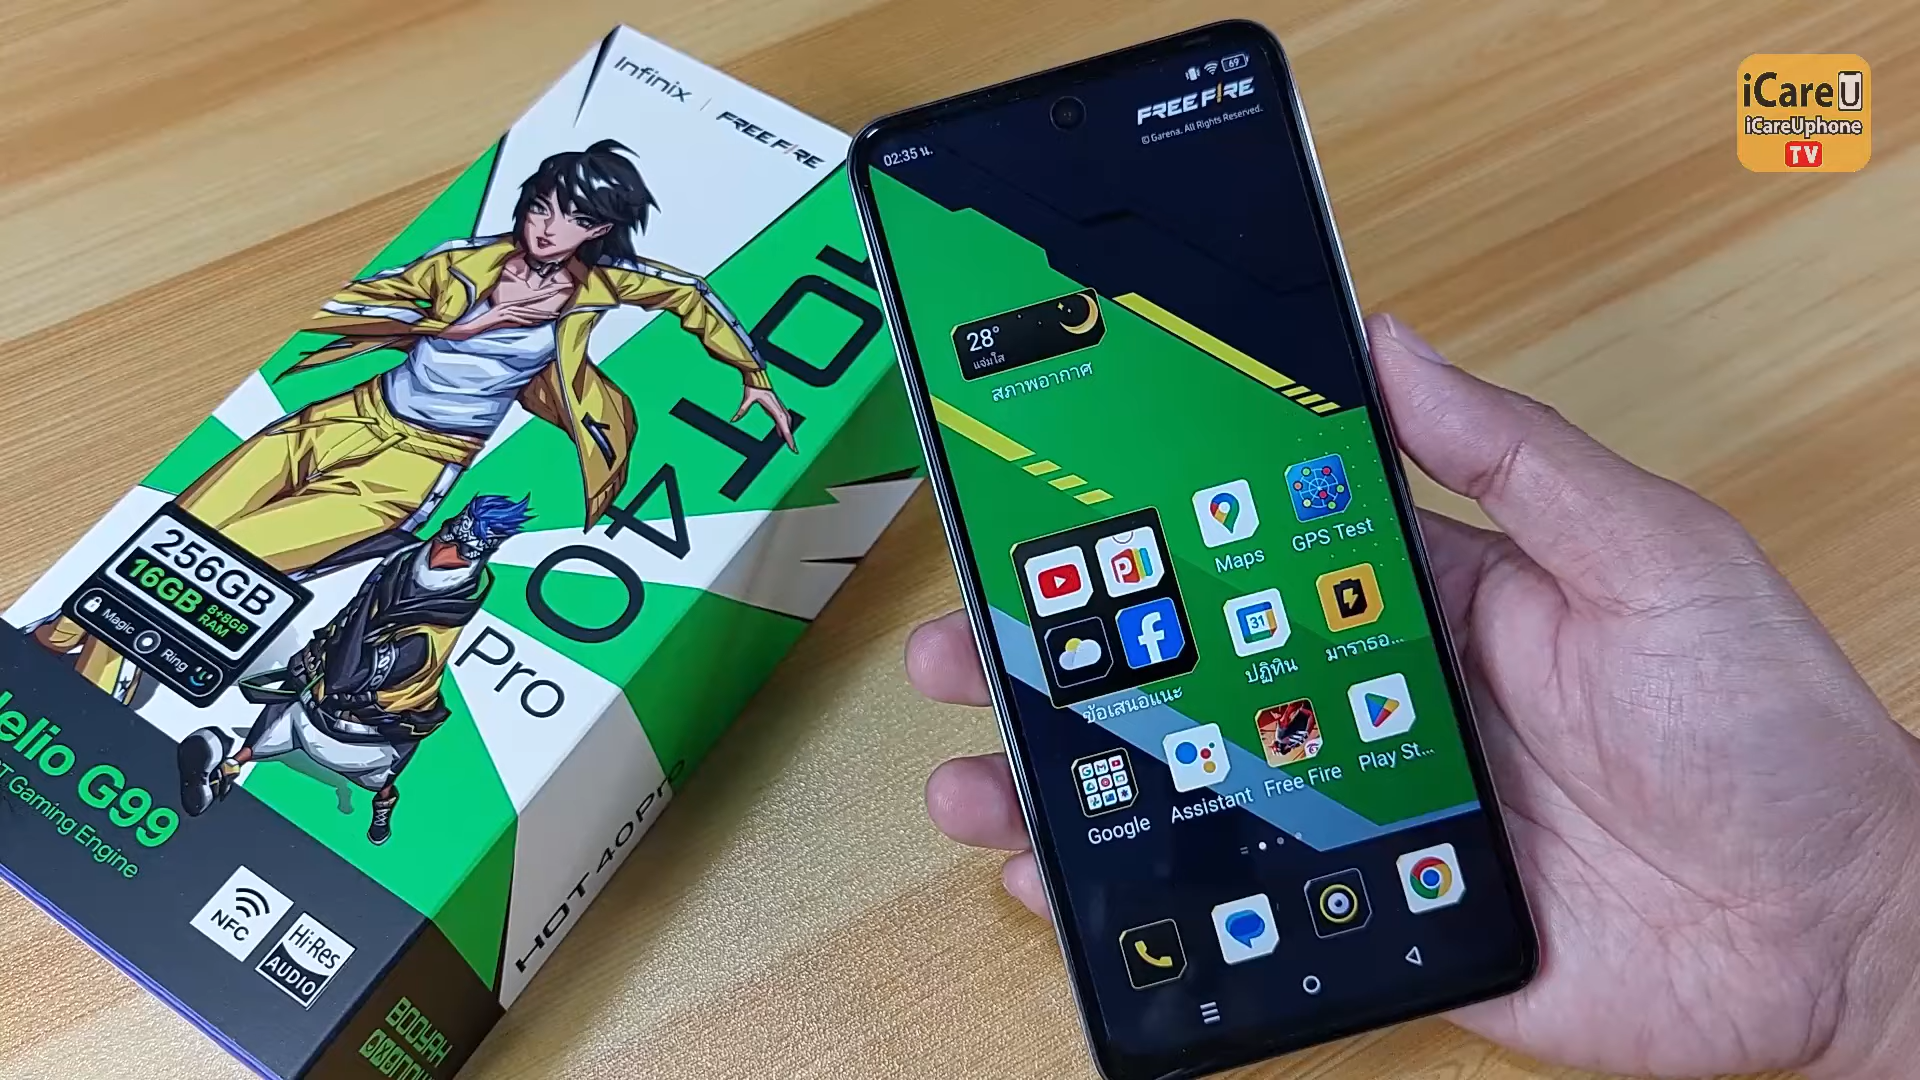 Infinix | FREE FIRE
HOT 40 Pro
256GB
16GB 8+8GB RAM
Magic Ring
Helio G99
Gaming Engine
NFC
Hi-Res
AUDIO
HOT 40 Pro
BOOYAH
69
FREE FIRE
© Garena. All Rights Reserved.
02:35 น.
28°
แจ่มใส
สภาพอากาศ
Maps
GPS Test
31
ข้อเสนอแนะ
ปฏิทิน
มาราธอ...
Google
Assistant
Free Fire
Play St...
iCareU
iCareUphone
TV